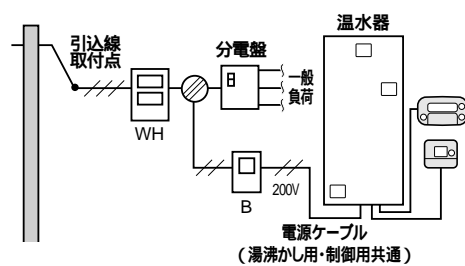 引込線
取付点
分電盤
温水器
一般
負荷
WH
B
200V
電源ケーブル
(湯沸かし用・制御用共通)